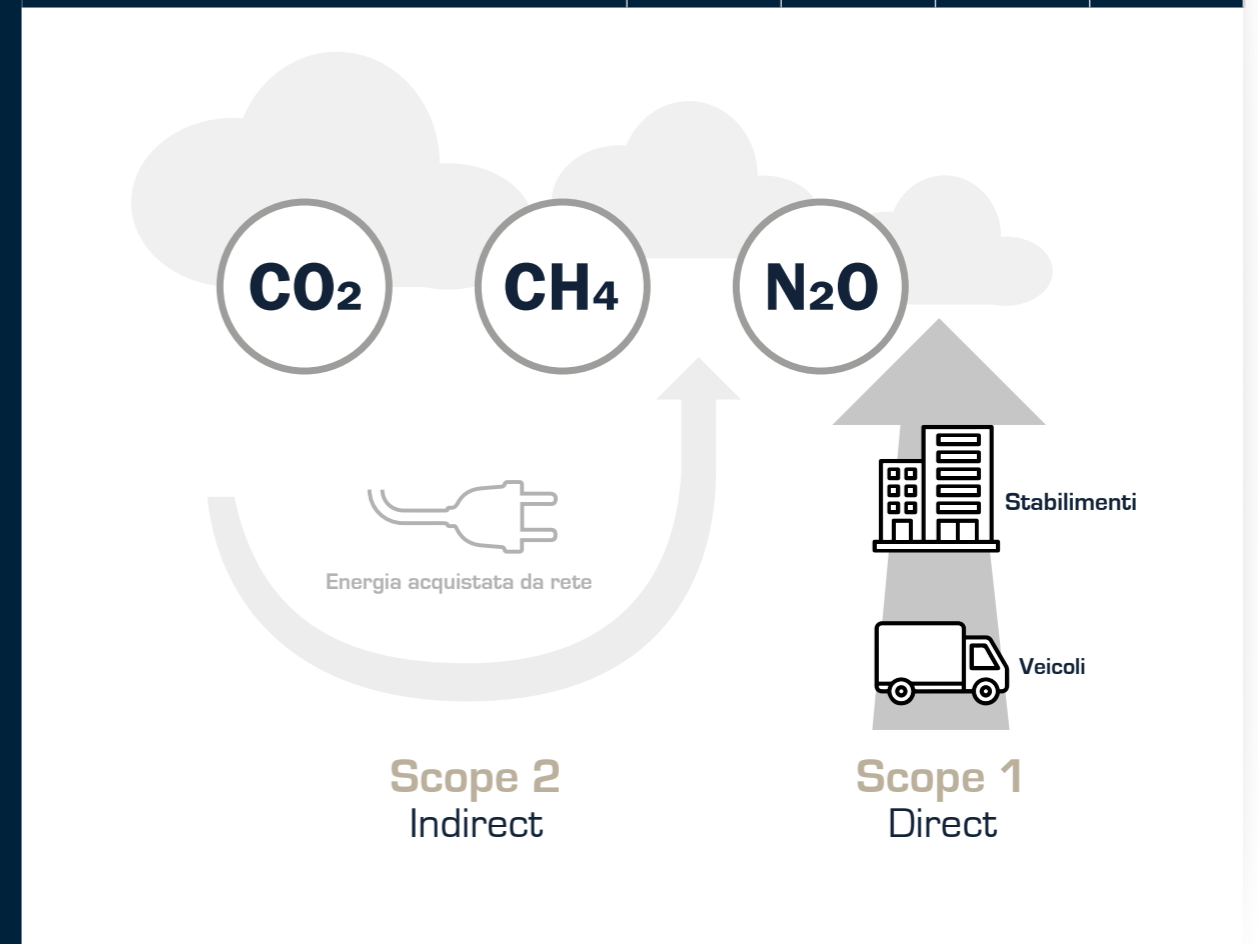 CO₂
CH₄
N₂O
Stabilimenti
Energia acquistata da rete
Veicoli
Scope 2
Indirect
Scope 1
Direct